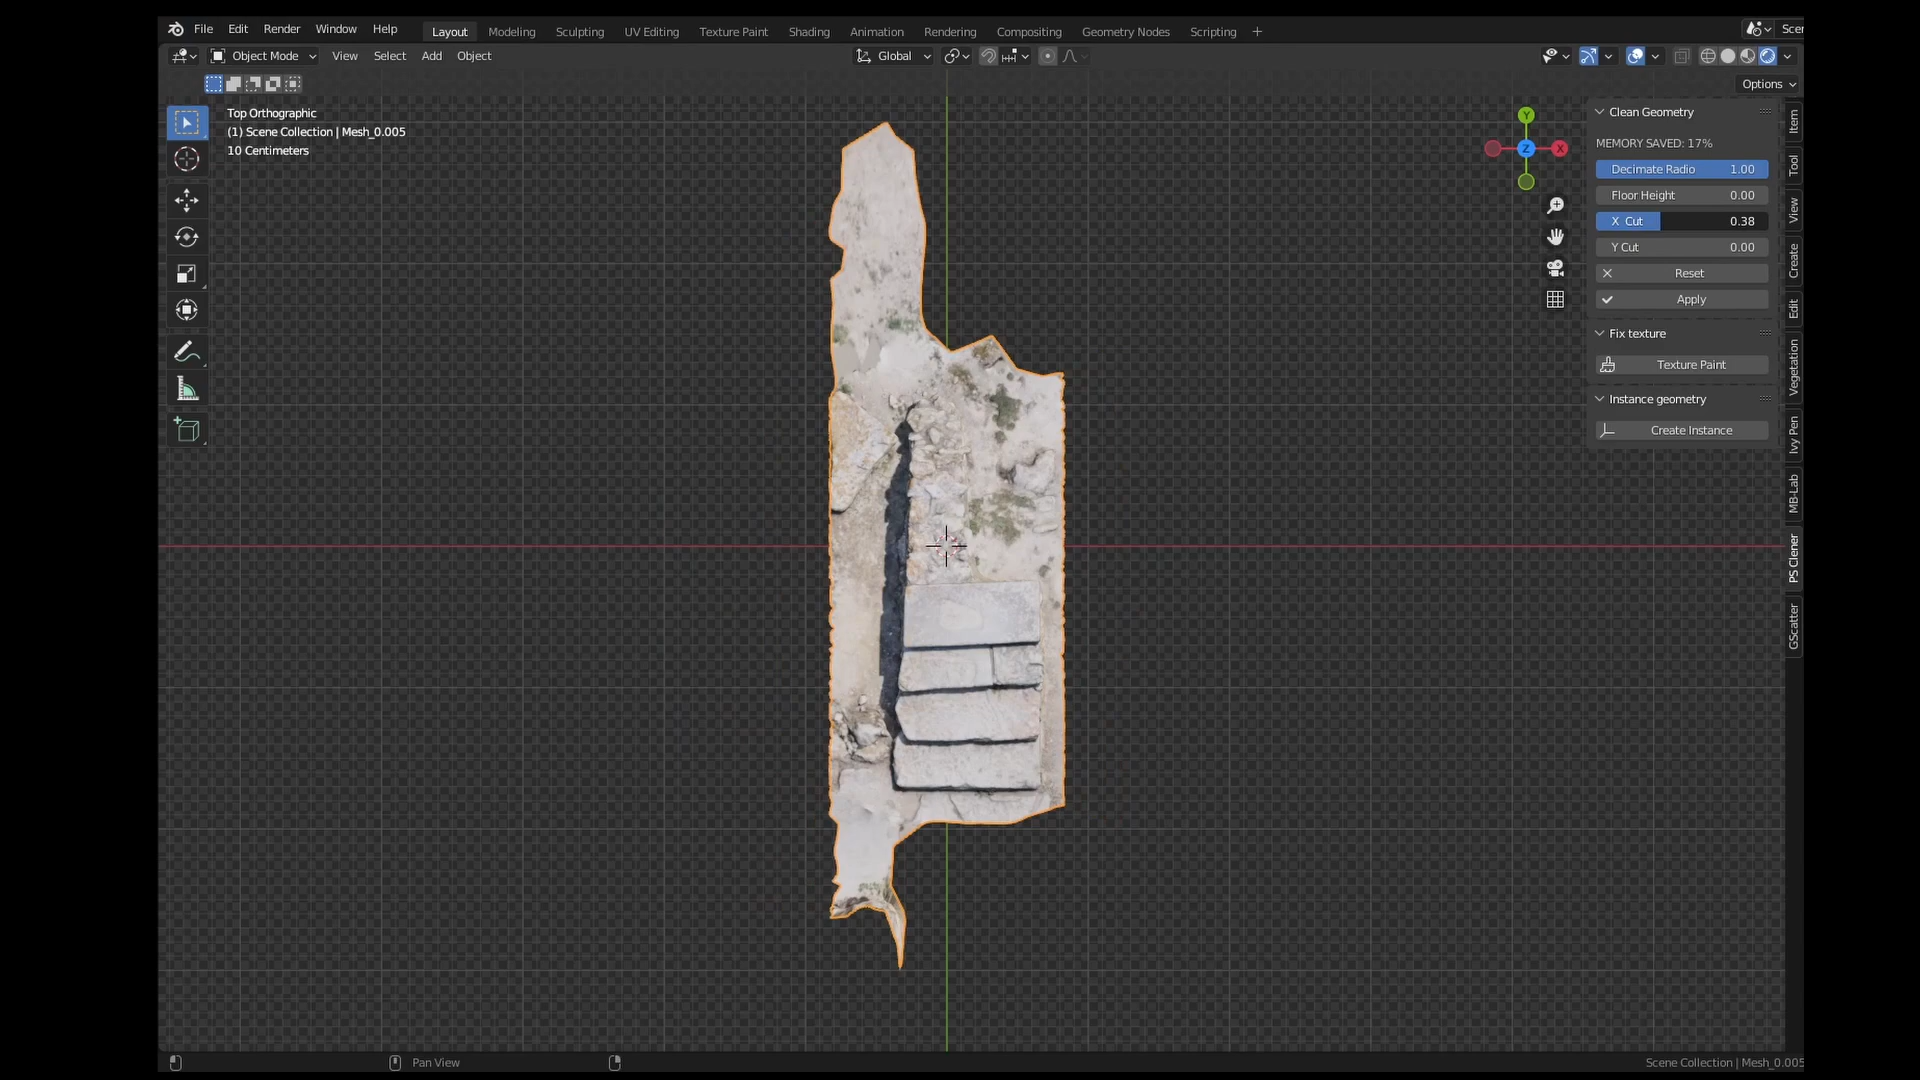 File Edit Render Window Help Layout Modeling Sculpting UV Editing Texture Paint Shading Animation Rendering Compositing Geometry Nodes Scripting + Scer
Object Mode View Select Add Object Global
Options
Top Orthographic
(1) Scene Collection | Mesh_0.005
10 Centimeters
Y
Z
X
Clean Geometry
MEMORY SAVED: 17%
Decimate Radio 1.00
Floor Height 0.00
X Cut 0.38
Y Cut 0.00
Reset
Apply
Fix texture
Texture Paint
Instance geometry
Create Instance
Item
Tool
View
Create
Edit
Vegetation
Ivy Pen
MB-Lab
PS Clener
GScatter
Pan View
Scene Collection | Mesh_0.005